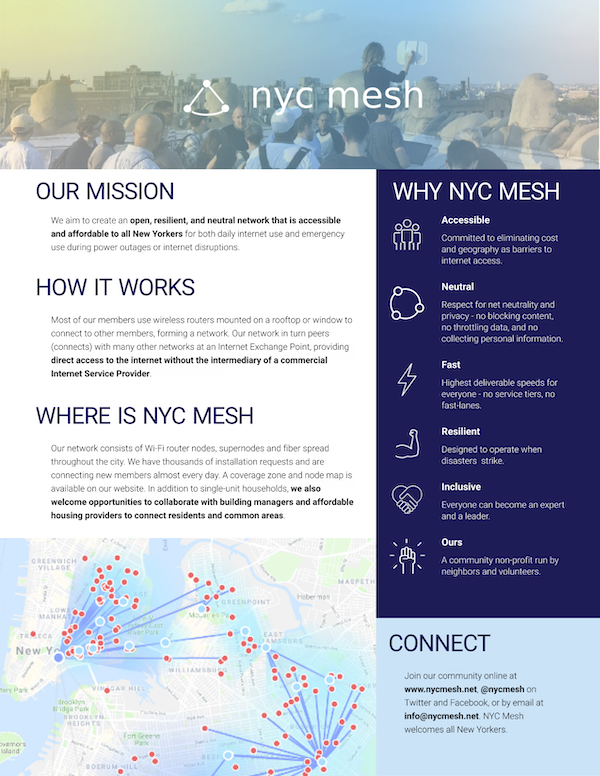 nyc mesh
OUR MISSION
We aim to create an open, resilient, and neutral network that is accessible
and affordable to all New Yorkers for both daily internet use and emergency
use during power outages or internet disruptions.
HOW IT WORKS
Most of our members use wireless routers mounted on a rooftop or window to
connect to other members, forming a network. Our network in turn peers
(connects) with many other networks at an Internet Exchange Point, providing
direct access to the internet without the intermediary of a commercial
Internet Service Provider.
WHERE IS NYC MESH
Our network consists of Wi-Fi router nodes, supernodes and fiber spread
throughout the city. We have thousands of installation requests and are
connecting new members almost every day. A coverage zone and node map is
available on our website. In addition to single-unit households, we also
welcome opportunities to collaborate with building managers and affordable
housing providers to connect residents and common areas.
WHY NYC MESH
Accessible
Committed to eliminating cost
and geography as barriers to
internet access.
Neutral
Respect for net neutrality and
privacy - no blocking content,
no throttling data, and no
collecting personal information.
Fast
Highest deliverable speeds for
everyone - no service tiers, no
fast-lanes.
Resilient
Designed to operate when
disasters strike.
Inclusive
Everyone can become an expert
and a leader.
Ours
A community non-profit run by
neighbors and volunteers.
CONNECT
Join our community online at
www.nycmesh.net, @nycmesh on
Twitter and Facebook, or by email at
info@nycmesh.net. NYC Mesh
welcomes all New Yorkers.
GREENWICH
VILLAGE
MASPETH
Haberman
GREENPOINT
LOW
MANHA
TRIBECA
New Yo
EAST
WILLIAMSBURG
VINEGAR HILL
Brooklyn
Bridge Park
BROOKLYN
HEIGHTS
Fort Greene
overnors
Island
BOERUM HILL